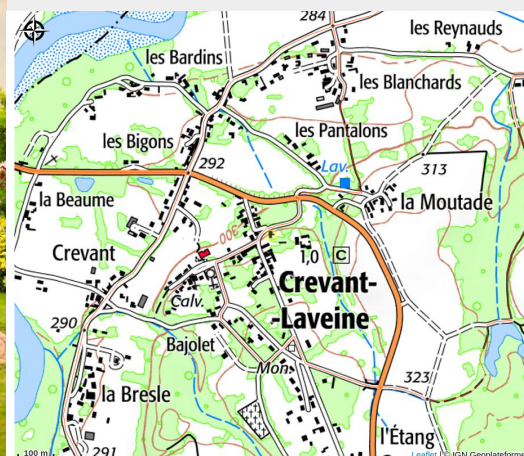 284
les Reynauds
les Bardins
les Blanchards
les Bigons
les Pantalons
292
Lav.
313
la Beaume
la Moutade
300
Crevant
1,0
C
Crevant-
Laveine
Calv.
290
Bajolet
Mon.
323
la Bresle
l'Étang
291
100 m
Leaflet | © IGN Geoplateforme